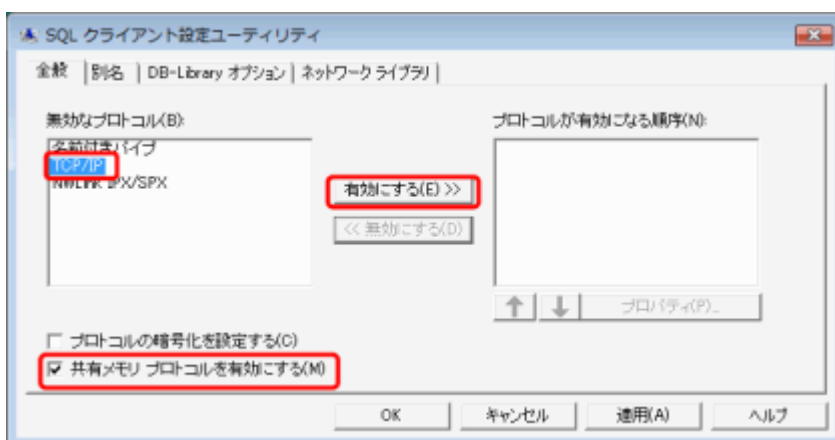 SQL クライアント設定ユーティリティ
全般 別名 DB-Library オプション ネットワーク ライブラリ
無効なプロトコル(B):
プロトコルが有効になる順序(N):
名前付きパイプ
TCP/IP
NWLink IPX/SPX
有効にする(E) >>
<< 無効にする(D)
プロパティ(P)...
プロトコルの暗号化を設定する(C)
共有メモリ プロトコルを有効にする(M)
OK キャンセル 適用(A) ヘルプ